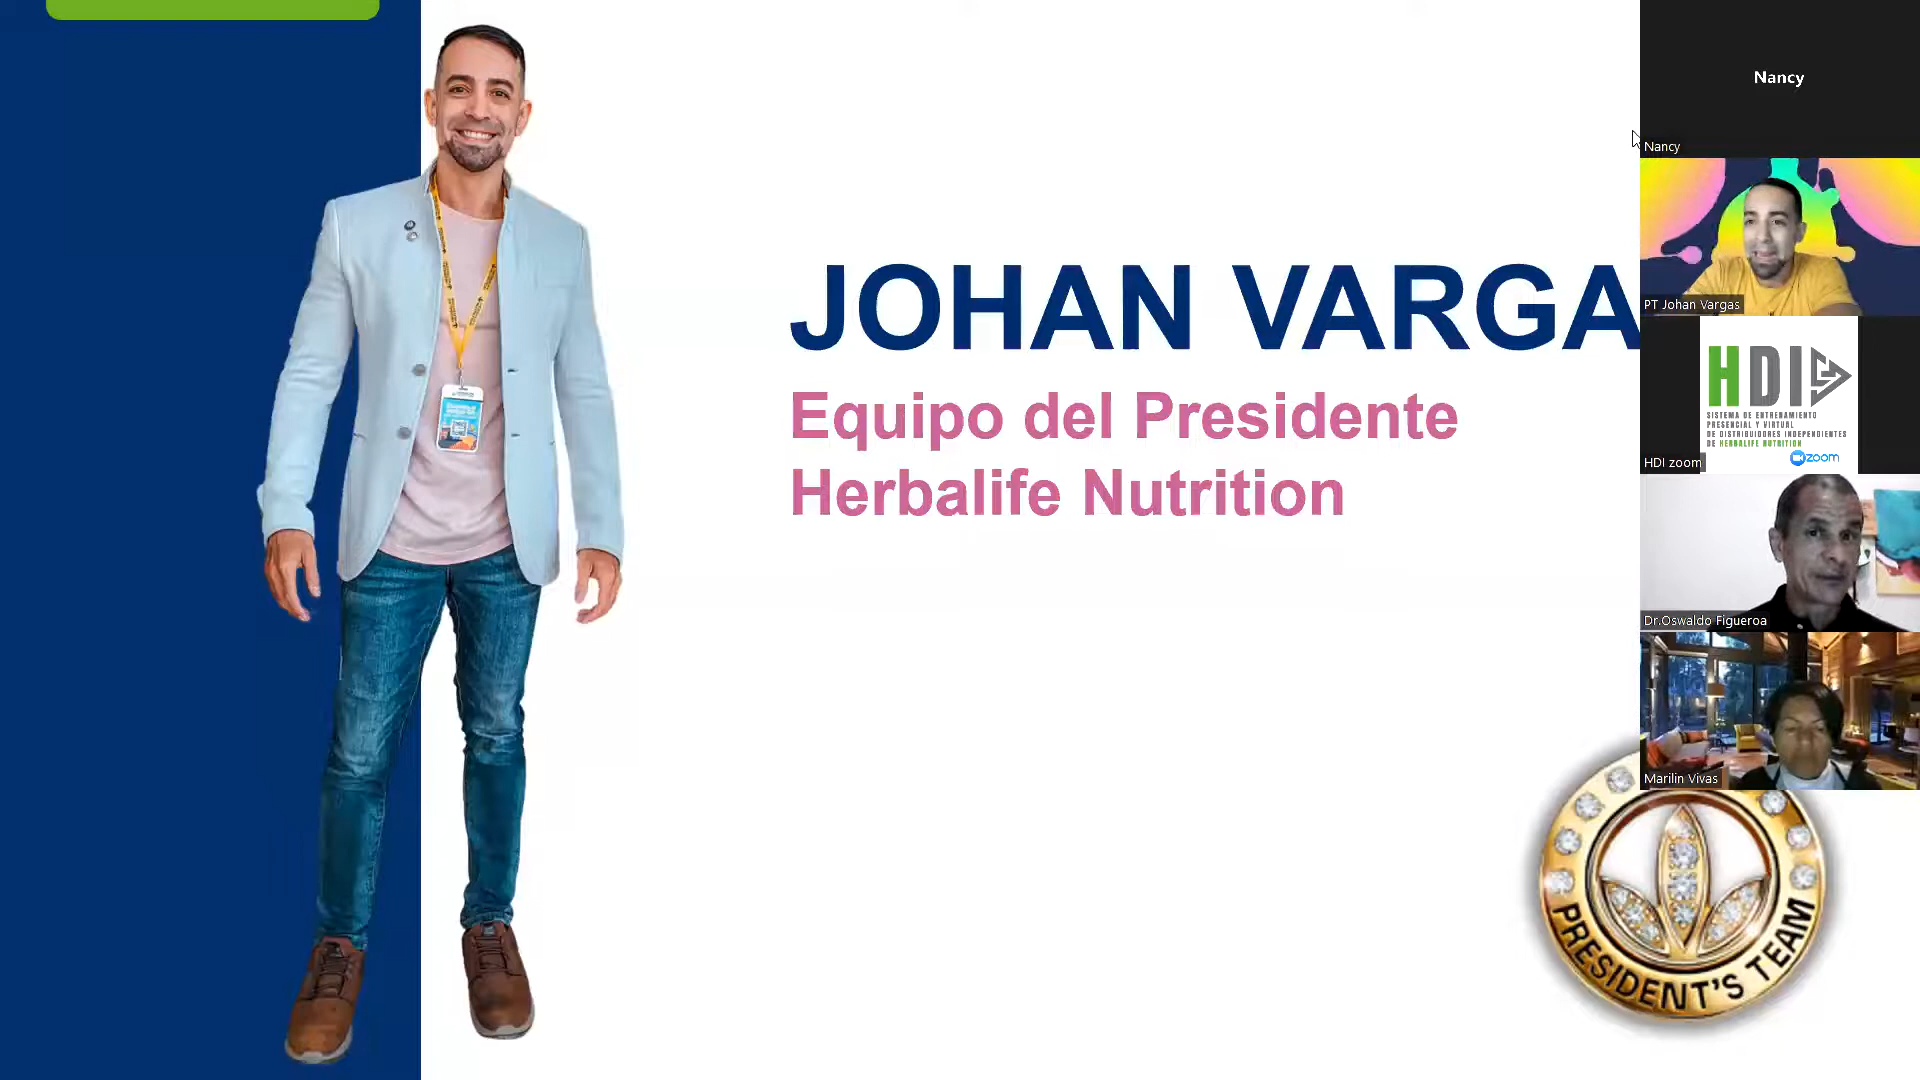 JOHAN VARGA
Equipo del Presidente
Herbalife Nutrition
PRESIDENT'S TEAM
Nancy
Nancy
PT Johan Vargas
HDI
SISTEMA DE ENTRENAMIENTO
PRESENCIAL Y VIRTUAL
DE DISTRIBUIDORES INDEPENDIENTES
DE HERBALIFE NUTRITION
zoom
HDI zoom
Dr.Oswaldo Figueroa
Marilin Vivas